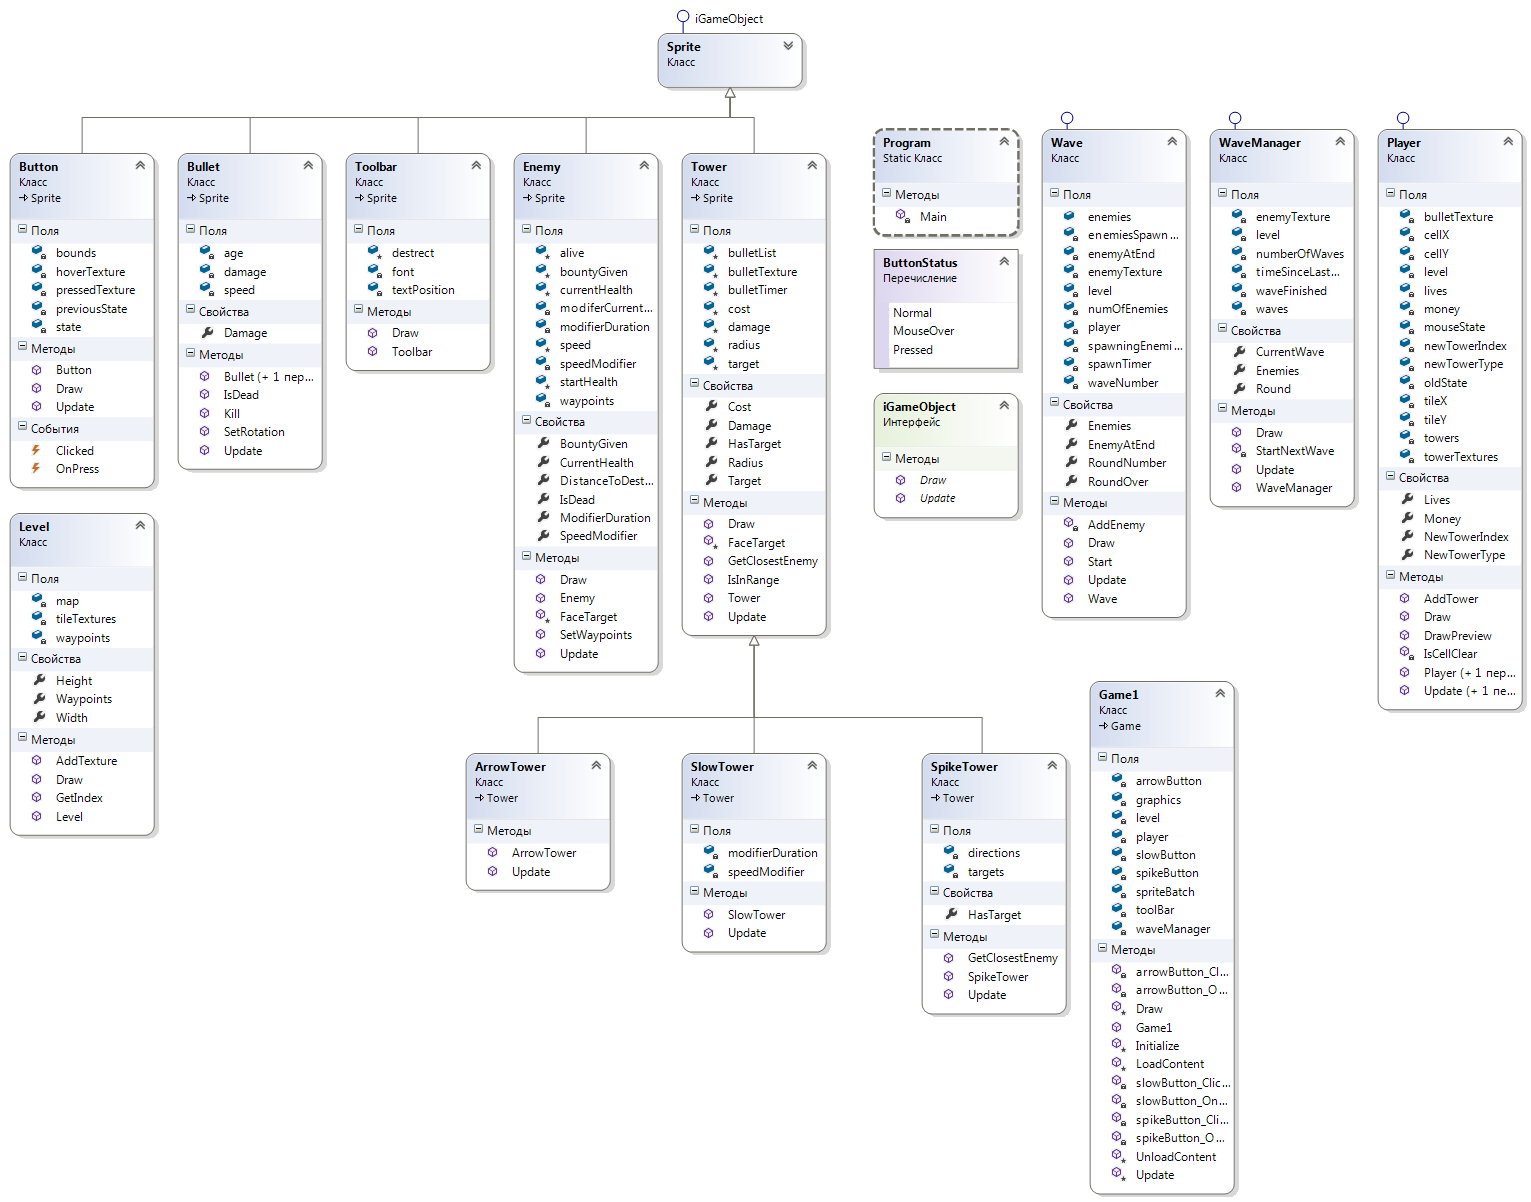 iGameObject
Sprite
Класс
Button
Класс
Sprite
Поля
bounds
hoverTexture
pressedTexture
previousState
state
Методы
Button
Draw
Update
События
Clicked
OnPress
Bullet
Класс
Sprite
Поля
age
damage
speed
Свойства
Damage
Методы
Bullet (+ 1 пер...
IsDead
Kill
SetRotation
Update
Toolbar
Класс
Sprite
Поля
destrect
font
textPosition
Методы
Draw
Toolbar
Enemy
Класс
Sprite
Поля
alive
bountyGiven
currentHealth
modiferCurrent...
modifierDuration
speed
speedModifier
startHealth
waypoints
Свойства
BountyGiven
CurrentHealth
DistanceToDest...
IsDead
ModifierDuration
SpeedModifier
Методы
Draw
Enemy
FaceTarget
SetWaypoints
Update
Tower
Класс
Sprite
Поля
bulletList
bulletTexture
bulletTimer
cost
damage
radius
target
Свойства
Cost
Damage
HasTarget
Radius
Target
Методы
Draw
FaceTarget
GetClosestEnemy
IsInRange
Tower
Update
Program
Static Класс
Методы
Main
ButtonStatus
Перечисление
Normal
MouseOver
Pressed
iGameObject
Интерфейс
Методы
Draw
Update
Wave
Класс
Поля
enemies
enemiesSpawn...
enemyAtEnd
enemyTexture
level
numOfEnemies
player
spawningEnemi...
spawnTimer
waveNumber
Свойства
Enemies
EnemyAtEnd
RoundNumber
RoundOver
Методы
AddEnemy
Draw
Start
Update
Wave
WaveManager
Класс
Поля
enemyTexture
level
numberOfWaves
timeSinceLast...
waveFinished
waves
Свойства
CurrentWave
Enemies
Round
Методы
Draw
StartNextWave
Update
WaveManager
Player
Класс
Поля
bulletTexture
cellX
cellY
level
lives
money
mouseState
newTowerIndex
newTowerType
oldState
tileX
tileY
towers
towerTextures
Свойства
Lives
Money
NewTowerIndex
NewTowerType
Методы
AddTower
Draw
DrawPreview
IsCellClear
Player (+ 1 пер...
Update (+ 1 пе...
Level
Класс
Поля
map
tileTextures
waypoints
Свойства
Height
Waypoints
Width
Методы
AddTexture
Draw
GetIndex
Level
ArrowTower
Класс
Tower
Методы
ArrowTower
Update
SlowTower
Класс
Tower
Поля
modifierDuration
speedModifier
Методы
SlowTower
Update
SpikeTower
Класс
Tower
Поля
directions
targets
Свойства
HasTarget
Методы
GetClosestEnemy
SpikeTower
Update
Game1
Класс
Game
Поля
arrowButton
graphics
level
player
slowButton
spikeButton
spriteBatch
toolBar
waveManager
Методы
arrowButton_Cl...
arrowButton_O...
Draw
Game1
Initialize
LoadContent
slowButton_Clic...
slowButton_On...
spikeButton_Cli...
spikeButton_O...
UnloadContent
Update